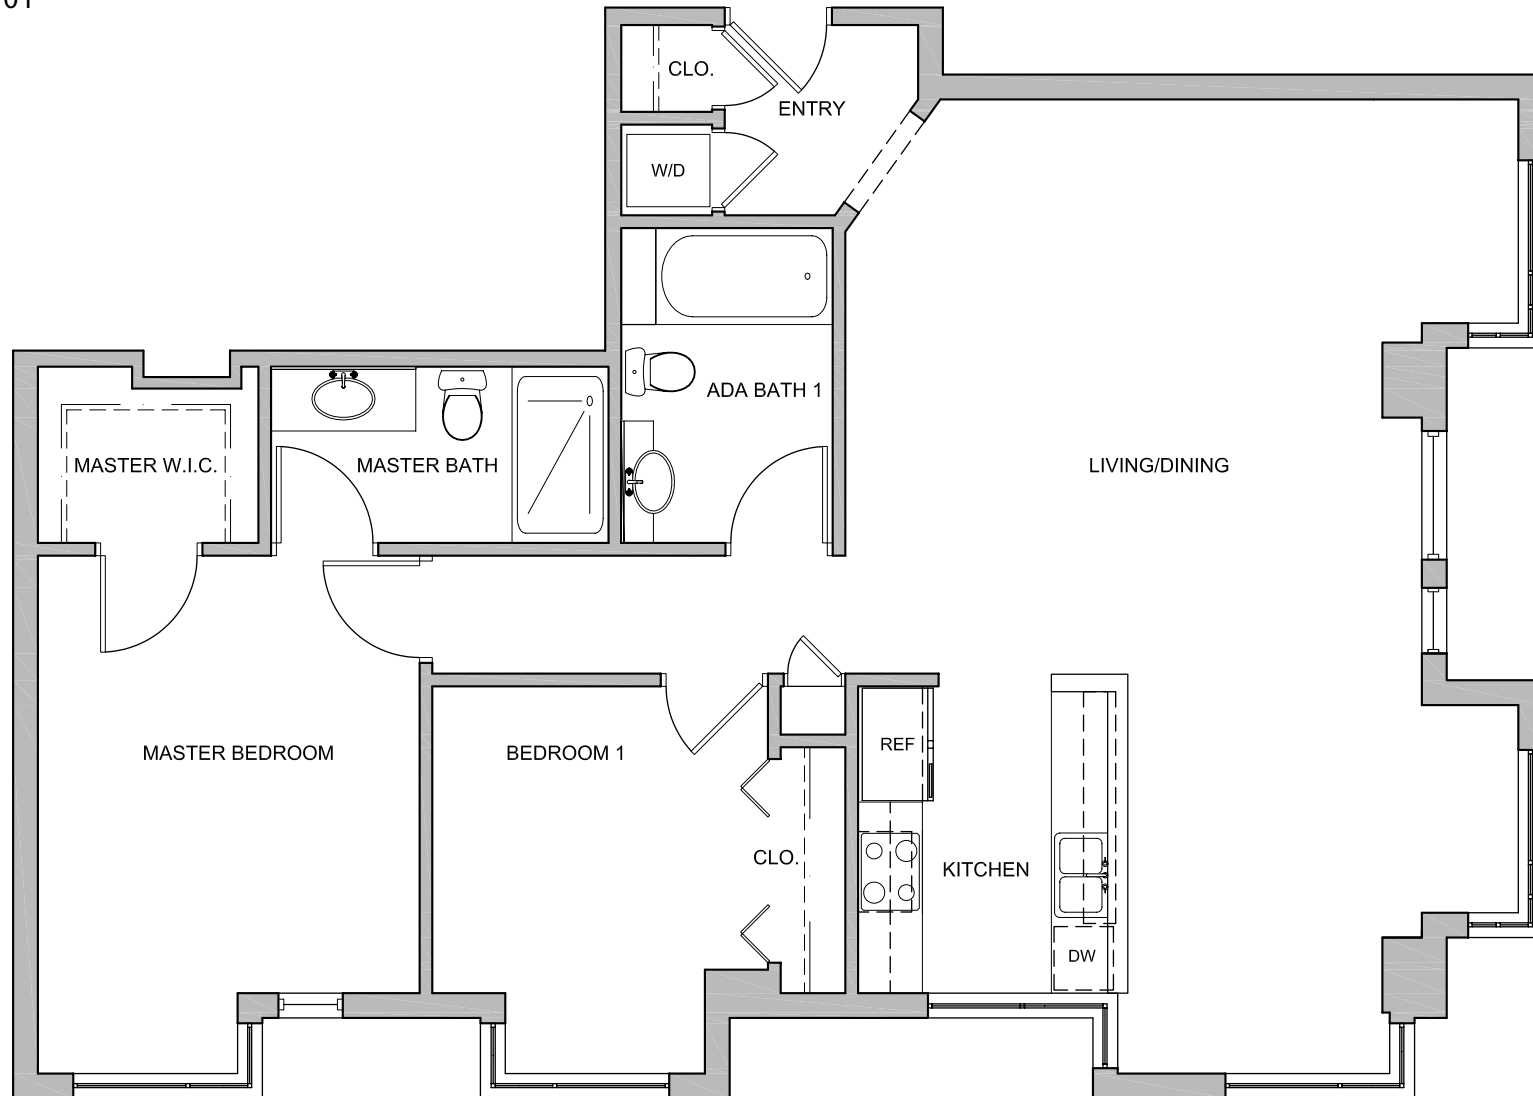 CLO.
ENTRY
W/D
ADA BATH 1
MASTER W.I.C.
MASTER BATH
LIVING/DINING
MASTER BEDROOM
BEDROOM 1
REF
CLO.
KITCHEN
DW